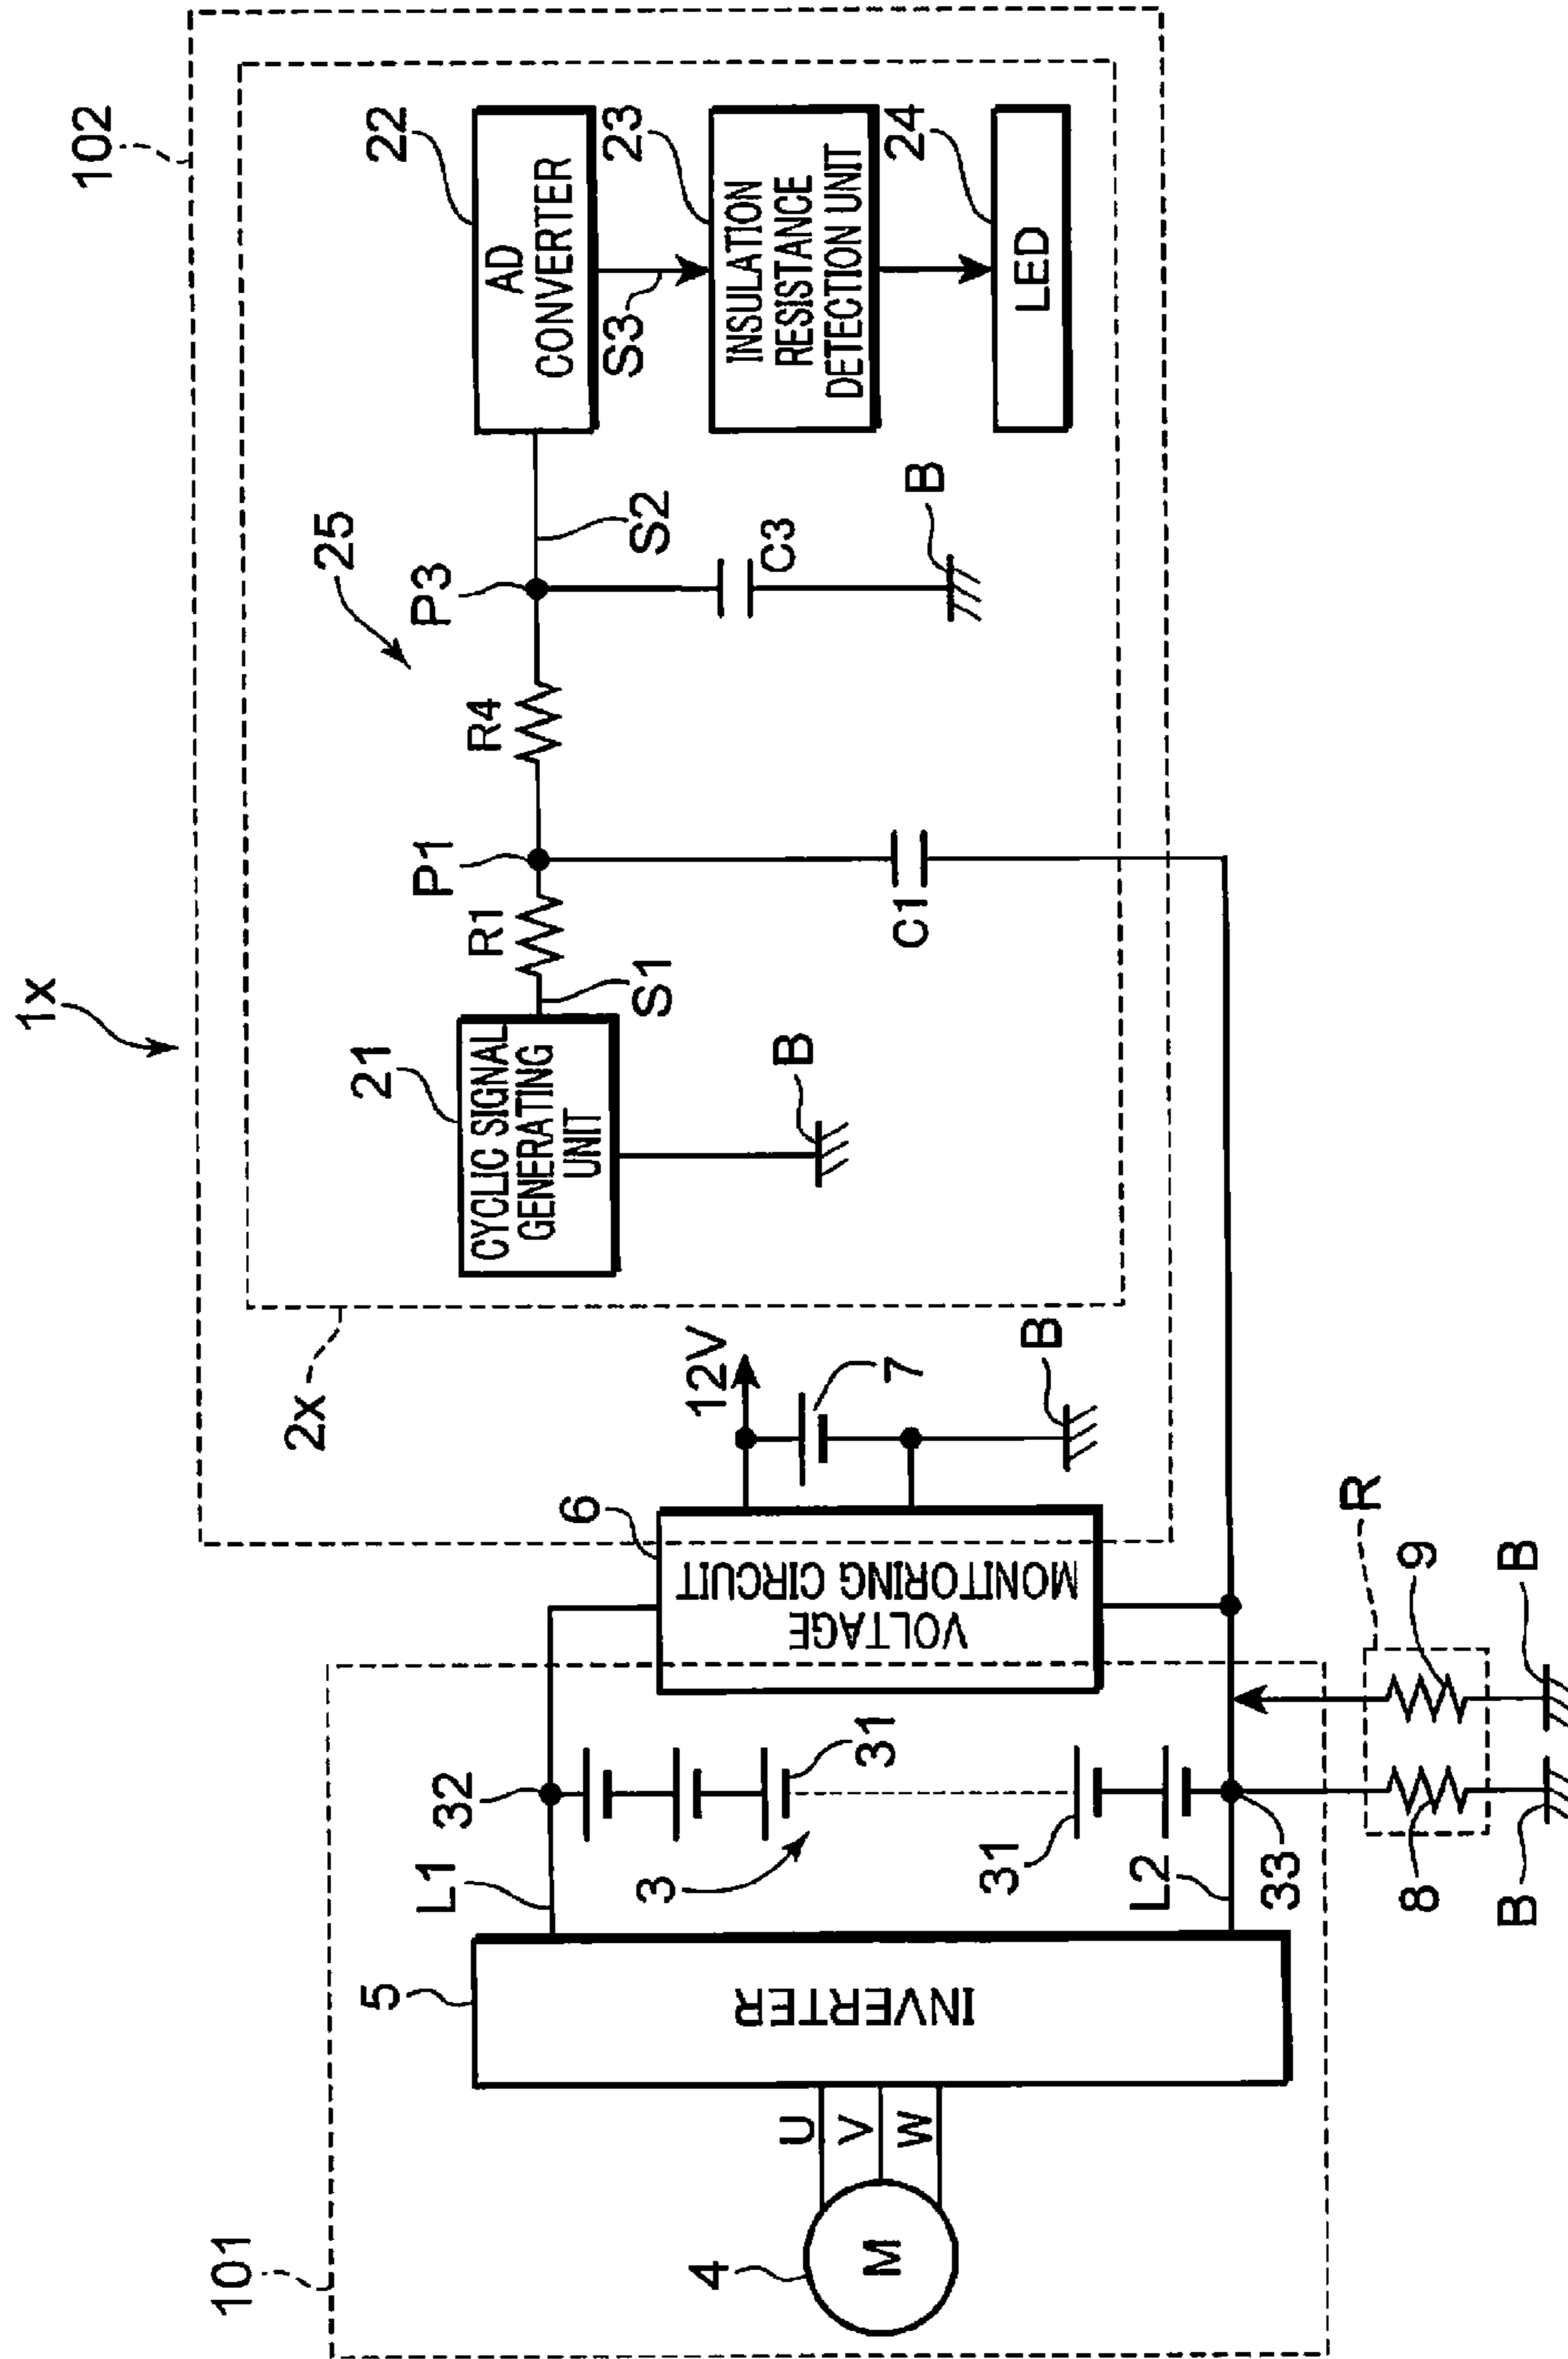 1x
102
2x
25
21
CYCLIC SIGNAL
GENERATING
UNIT
S1
R1
P1
R4
P3
S2
22
AD
CONVERTER
S3
23
INSULATION
RESISTANCE
DETECTION UNIT
24
LED
C3
B
C1
B
12V
7
B
6
VOLTAGE
MONITORING CIRCUIT
101
4
M
U
V
W
5
INVERTER
L1
32
3
31
31
L2
33
R
8
9
B
B